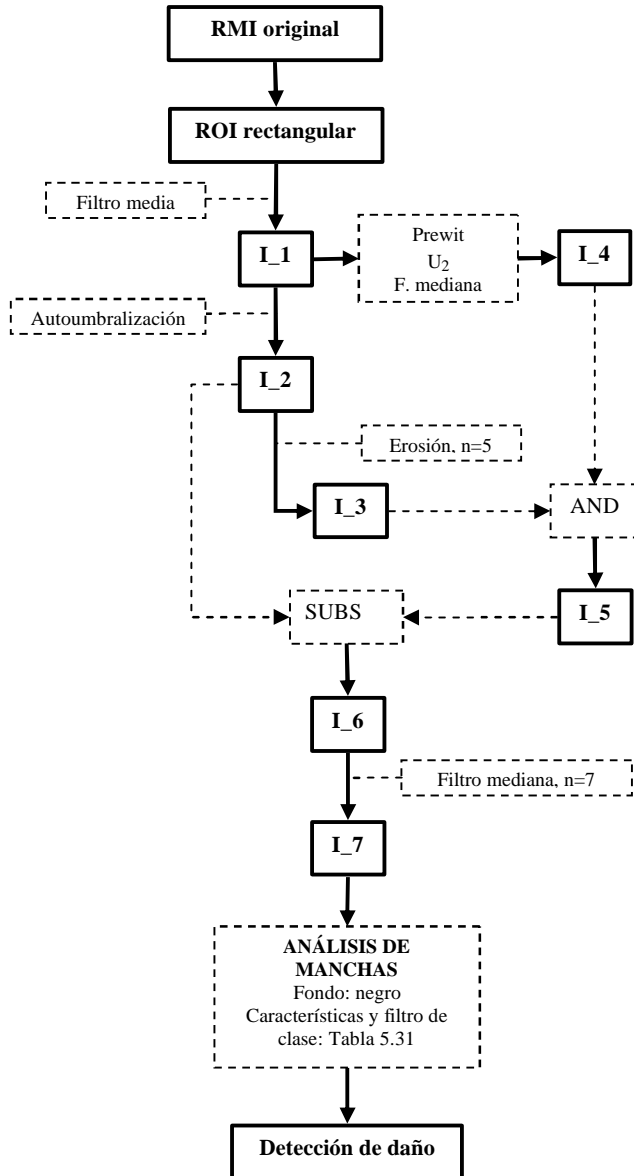 RMI original
ROI rectangular
Filtro media
I_1
Prewit
U₂
F. mediana
I_4
Autoumbralización
I_2
Erosión, n=5
I_3
AND
SUBS
I_5
I_6
Filtro mediana, n=7
I_7
ANÁLISIS DE
MANCHAS
Fondo: negro
Características y filtro de
clase: Tabla 5.31
Detección de daño